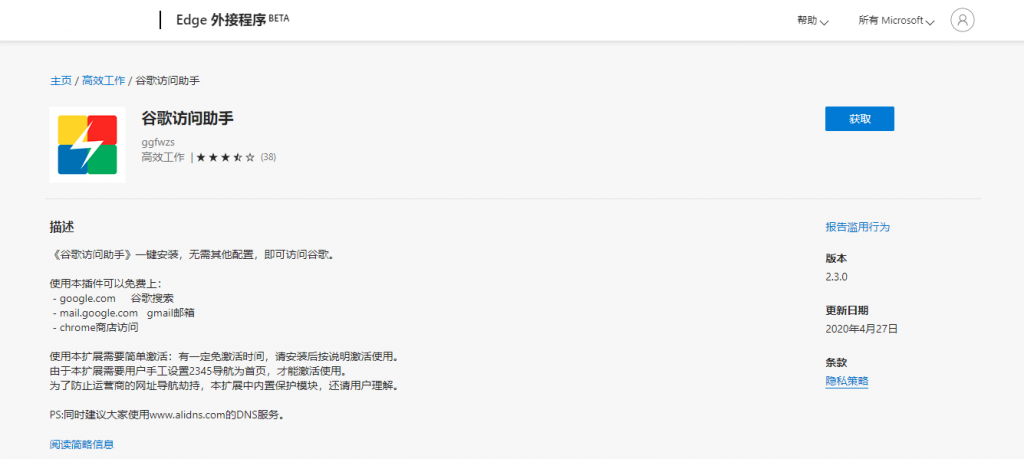 Edge 外接程序 BETA
帮助
所有 Microsoft
主页 / 高效工作 / 谷歌访问助手
谷歌访问助手
获取
ggfwzs
高效工作 | ★ ★ ★ ⯪ ☆ (38)
描述
《谷歌访问助手》一键安装，无需其他配置，即可访问谷歌。
使用本插件可以免费上：
- google.com 谷歌搜索
- mail.google.com gmail邮箱
- chrome商店访问
使用本扩展需要简单激活：有一定免激活时间，请安装后按说明激活使用。
由于本扩展需要用户手工设置2345导航为首页，才能激活使用。
为了防止运营商的网址导航劫持，本扩展中内置保护模块，还请用户理解。
PS:同时建议大家使用www.alidns.com的DNS服务。
阅读简略信息
报告滥用行为
版本
2.3.0
更新日期
2020年4月27日
条款
隐私策略